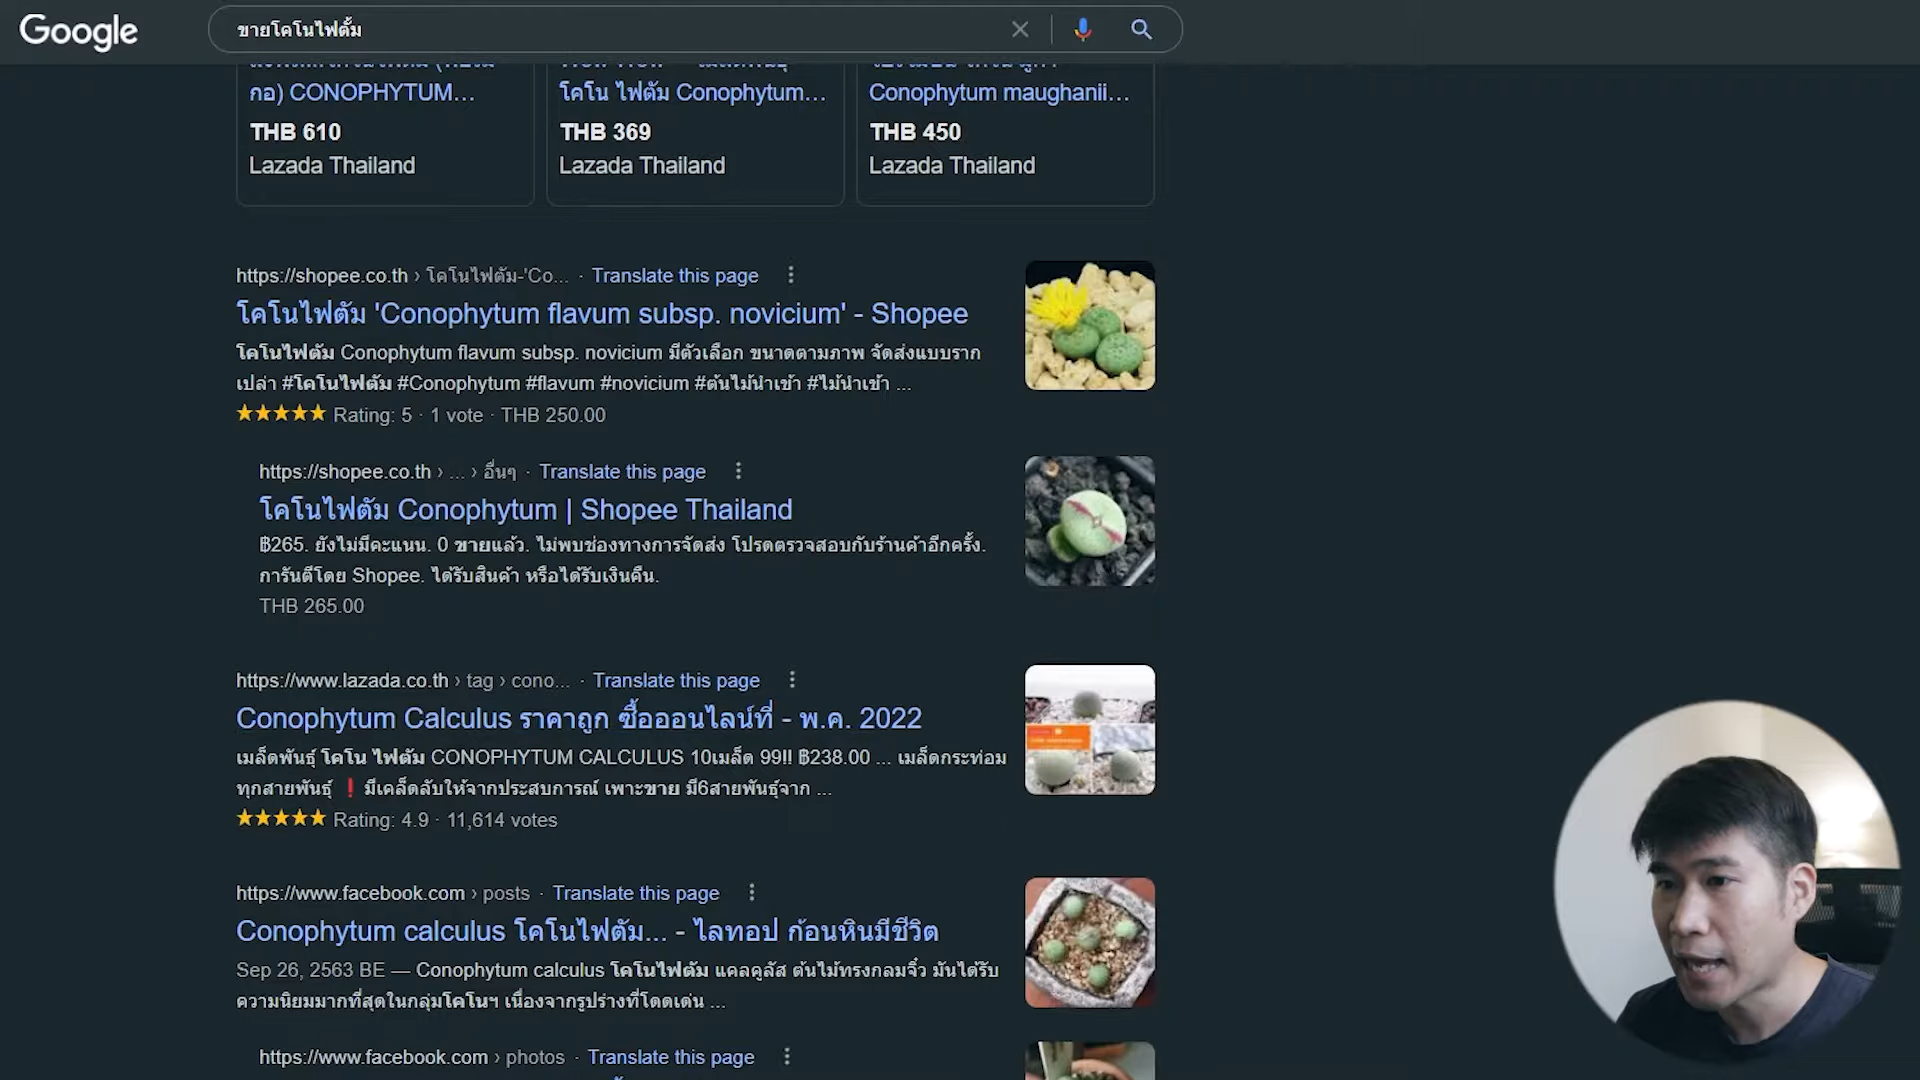 Google
ขายโคโนไฟตั้ม
กอ) CONOPHYTUM...
โคโน ไฟตัม Conophytum...
Conophytum maughanii...
THB 610
THB 369
THB 450
Lazada Thailand
Lazada Thailand
Lazada Thailand
https://shopee.co.th › โคโนไฟตัม-'Co... · Translate this page
โคโนไฟตัม 'Conophytum flavum subsp. novicium' - Shopee
โคโนไฟตัม Conophytum flavum subsp. novicium มีตัวเลือก ขนาดตามภาพ จัดส่งแบบราก
เปล่า #โคโนไฟตัม #Conophytum #flavum #novicium #ต้นไม้นําเข้า #ไม้นําเข้า ...
Rating: 5 · 1 vote · THB 250.00
https://shopee.co.th › ... › อื่นๆ · Translate this page
โคโนไฟตัม Conophytum | Shopee Thailand
฿265. ยังไม่มีคะแนน. 0 ขายแล้ว. ไม่พบช่องทางการจัดส่ง โปรดตรวจสอบกับร้านค้าอีกครั้ง.
การันตีโดย Shopee. ได้รับสินค้า หรือได้รับเงินคืน.
THB 265.00
https://www.lazada.co.th › tag › cono... · Translate this page
Conophytum Calculus ราคาถูก ซื้อออนไลน์ที่ - พ.ค. 2022
เมล็ดพันธุ์ โคโน ไฟตัม CONOPHYTUM CALCULUS 10เมล็ด 99!! ฿238.00 ... เมล็ดกระท่อม
ทุกสายพันธุ์ ❗ มีเคล็ดลับให้จากประสบการณ์ เพาะขาย มี6สายพันธุ์จาก ...
Rating: 4.9 · 11,614 votes
https://www.facebook.com › posts · Translate this page
Conophytum calculus โคโนไฟตัม... - ไลทอป ก้อนหินมีชีวิต
Sep 26, 2563 BE — Conophytum calculus โคโนไฟตัม แคลคูลัส ต้นไม้ทรงกลมจิ๋ว มันได้รับ
ความนิยมมากที่สุดในกลุ่มโคโนฯ เนื่องจากรูปร่างที่โดดเด่น ...
https://www.facebook.com › photos · Translate this page